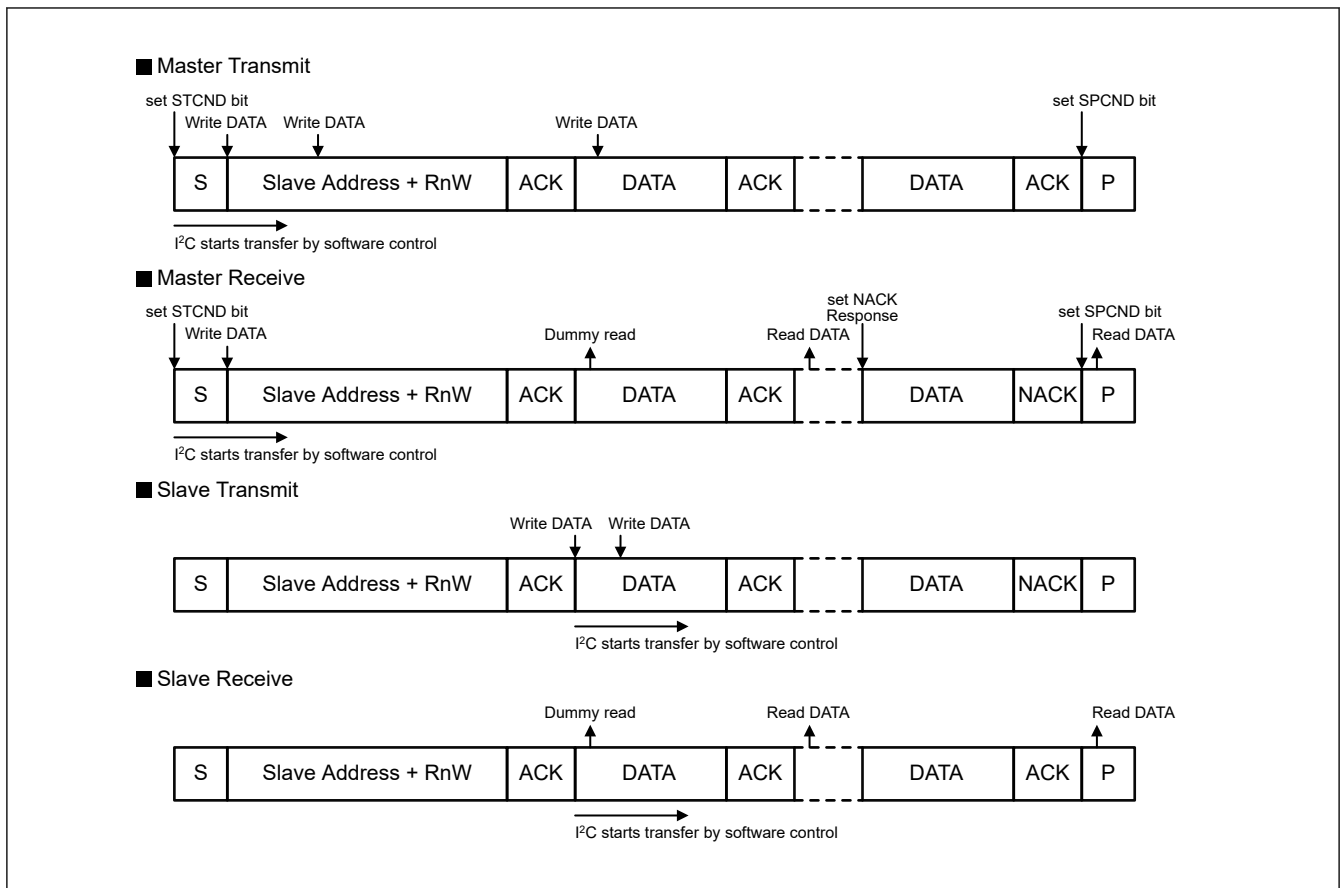 ■ Master Transmit
set STCND bit
set SPCND bit
Write DATA Write DATA Write DATA
S Slave Address + RnW ACK DATA ACK DATA ACK P
I²C starts transfer by software control
■ Master Receive
set NACK
Response
set STCND bit
set SPCND bit
Write DATA Dummy read Read DATA Read DATA
S Slave Address + RnW ACK DATA ACK DATA NACK P
I²C starts transfer by software control
■ Slave Transmit
Write DATA Write DATA
S Slave Address + RnW ACK DATA ACK DATA NACK P
I²C starts transfer by software control
■ Slave Receive
Dummy read Read DATA Read DATA
S Slave Address + RnW ACK DATA ACK DATA ACK P
I²C starts transfer by software control